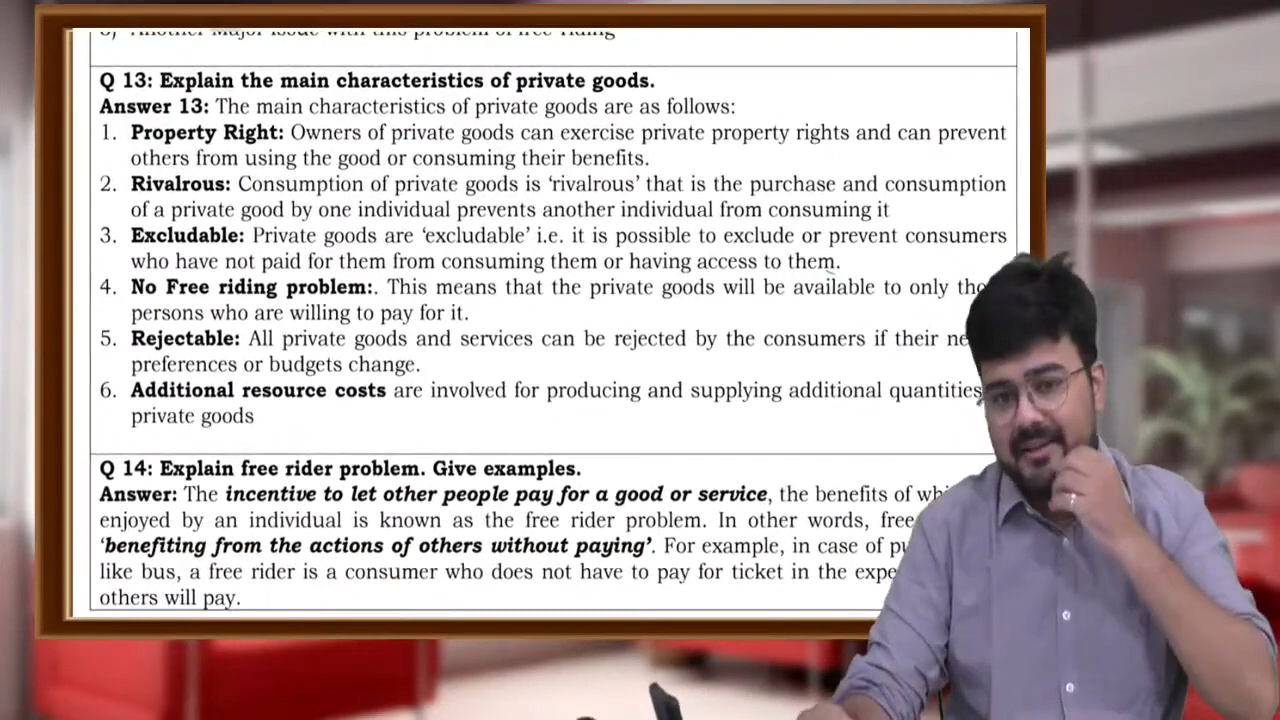 Q 13: Explain the main characteristics of private goods.
Answer 13: The main characteristics of private goods are as follows:
1. Property Right: Owners of private goods can exercise private property rights and can prevent
others from using the good or consuming their benefits.
2. Rivalrous: Consumption of private goods is ‘rivalrous’ that is the purchase and consumption
of a private good by one individual prevents another individual from consuming it
3. Excludable: Private goods are ‘excludable’ i.e. it is possible to exclude or prevent consumers
who have not paid for them from consuming them or having access to them.
4. No Free riding problem:. This means that the private goods will be available to only
persons who are willing to pay for it.
5. Rejectable: All private goods and services can be rejected by the consumers if their
preferences or budgets change.
6. Additional resource costs are involved for producing and supplying additional quantities
private goods
Q 14: Explain free rider problem. Give examples.
Answer: The incentive to let other people pay for a good or service, the benefits of
enjoyed by an individual is known as the free rider problem. In other words, free
‘benefiting from the actions of others without paying’. For example, in case of
like bus, a free rider is a consumer who does not have to pay for ticket in the
others will pay.